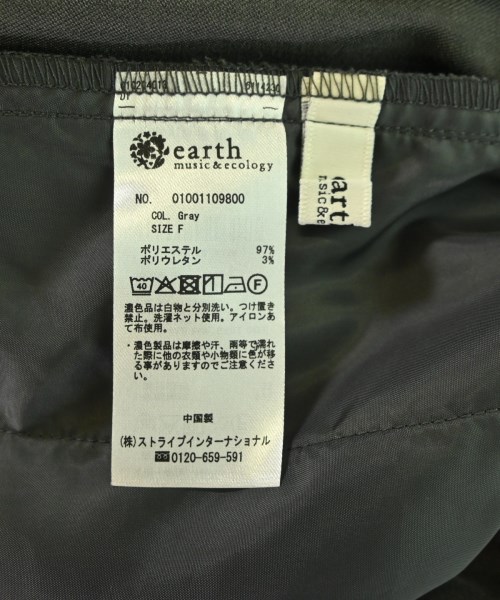 earth
music&ecology
NO. 01001109800
COL. Gray
SIZE F
ポリエステル 97%
ポリウレタン 3%
40
F
濃色品は白物と分別洗い。つけ置き
禁止。洗濯ネット使用。アイロンあ
て布使用。
・濃色製品は摩擦や汗、雨等で濡れ
た際に他の衣類や小物類に色が移
る事がありますのでご注意くださ
い。
中国製
(株)ストライプインターナショナル
☎0120-659-591